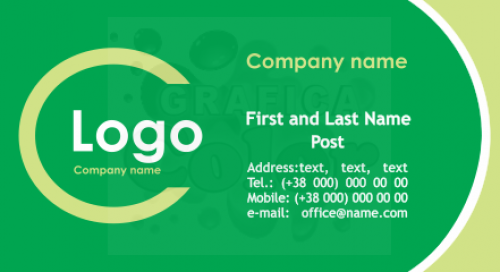 Logo
Company name
Company name
First and Last Name
Post
Address:text, text, text
Tel.: (+38 000) 000 00 00
Mobile: (+38 000) 000 00 00
e-mail: office@name.com
GRAFICA
Color